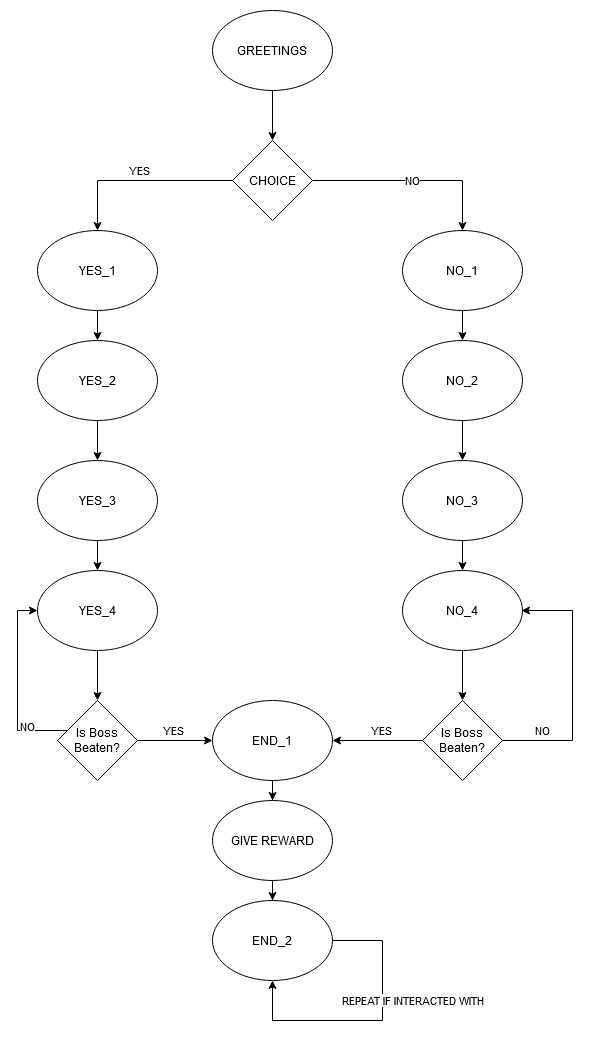 GREETINGS
CHOICE
YES
NO
YES_1
NO_1
YES_2
NO_2
YES_3
NO_3
YES_4
NO_4
Is Boss
Beaten?
NO
YES
END_1
YES
Is Boss
Beaten?
NO
GIVE REWARD
END_2
REPEAT IF INTERACTED WITH